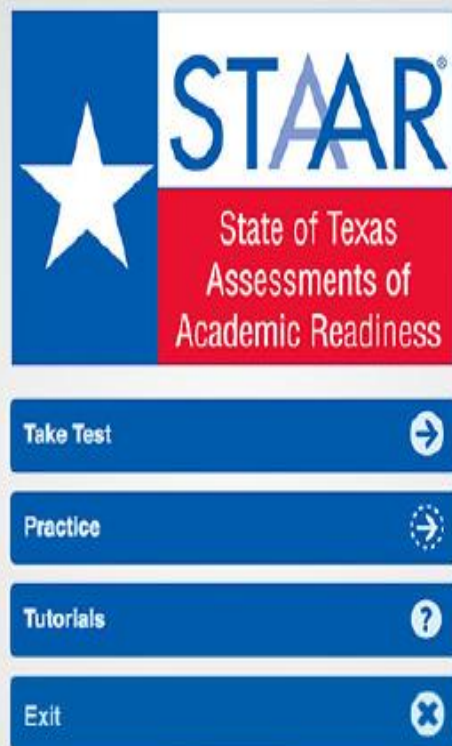 STAAR®
State of Texas
Assessments of
Academic Readiness
Take Test
Practice
Tutorials
Exit